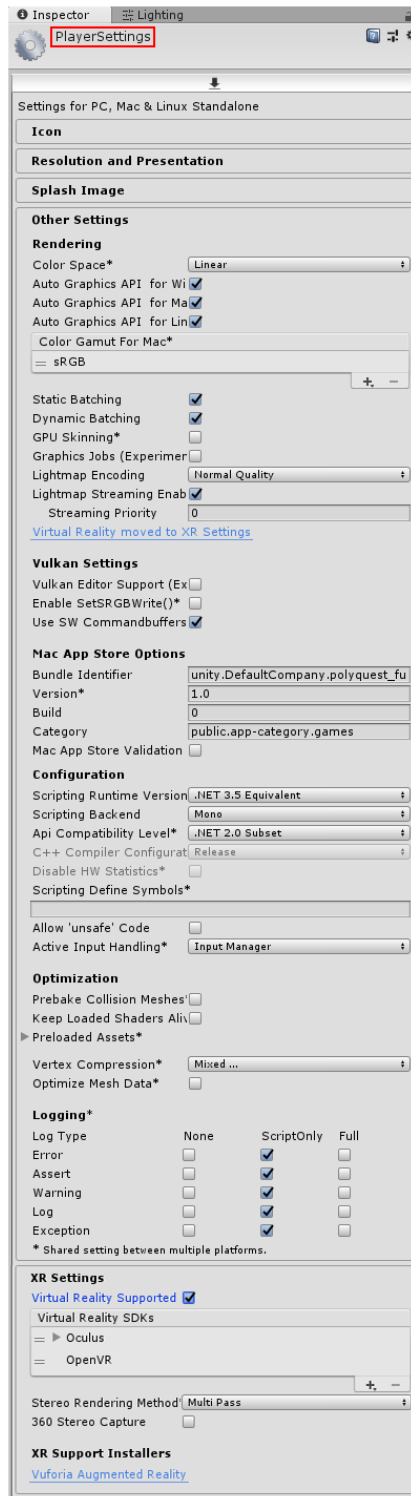 Inspector Lighting
PlayerSettings
Settings for PC, Mac & Linux Standalone
Icon
Resolution and Presentation
Splash Image
Other Settings
Rendering
Color Space* Linear
Auto Graphics API for Wi
Auto Graphics API for Ma
Auto Graphics API for Lin
Color Gamut For Mac*
sRGB
Static Batching
Dynamic Batching
GPU Skinning*
Graphics Jobs (Experimer
Lightmap Encoding Normal Quality
Lightmap Streaming Enab
Streaming Priority 0
Virtual Reality moved to XR Settings
Vulkan Settings
Vulkan Editor Support (Ex
Enable SetSRGBWrite()*
Use SW Commandbuffers
Mac App Store Options
Bundle Identifier unity.DefaultCompany.polyquest_fu
Version* 1.0
Build 0
Category public.app-category.games
Mac App Store Validation
Configuration
Scripting Runtime Version .NET 3.5 Equivalent
Scripting Backend Mono
Api Compatibility Level* .NET 2.0 Subset
C++ Compiler Configurat Release
Disable HW Statistics*
Scripting Define Symbols*
Allow 'unsafe' Code
Active Input Handling* Input Manager
Optimization
Prebake Collision Meshes*
Keep Loaded Shaders Aliv
Preloaded Assets*
Vertex Compression* Mixed ...
Optimize Mesh Data*
Logging*
Log Type None ScriptOnly Full
Error
Assert
Warning
Log
Exception
* Shared setting between multiple platforms.
XR Settings
Virtual Reality Supported
Virtual Reality SDKs
Oculus
OpenVR
Stereo Rendering Method* Multi Pass
360 Stereo Capture
XR Support Installers
Vuforia Augmented Reality